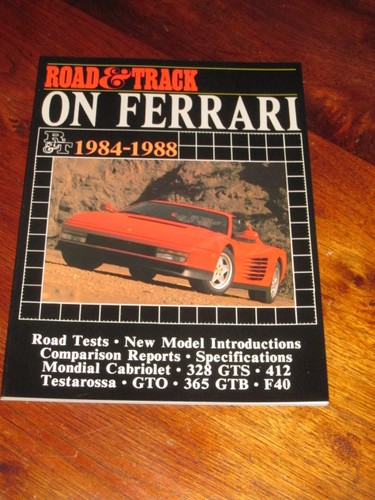 ROAD & TRACK
ON FERRARI
R&T 1984-1988
Road Tests • New Model Introductions
Comparison Reports • Specifications
Mondial Cabriolet • 328 GTS • 412
Testarossa • GTO • 365 GTB • F40